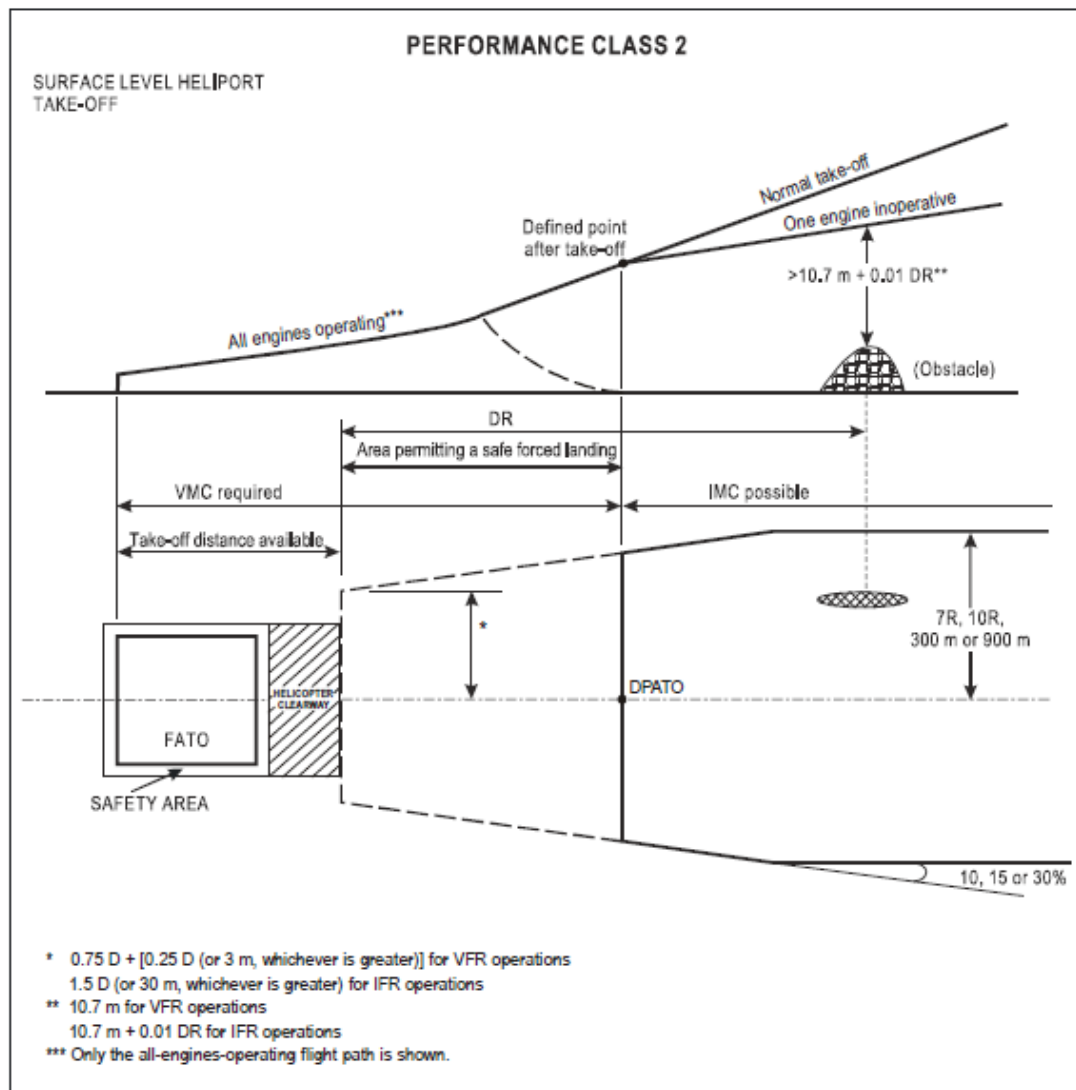 PERFORMANCE CLASS 2
SURFACE LEVEL HELIPORT
TAKE-OFF
Normal take-off
One engine inoperative
Defined point
after take-off
>10.7 m + 0.01 DR**
All engines operating***
(Obstacle)
DR
Area permitting a safe forced landing
VMC required
IMC possible
Take-off distance available
*
7R, 10R,
300 m or 900 m
HELICOPTER
CLEARWAY
DPATO
FATO
SAFETY AREA
10, 15 or 30%
* 0.75 D + [0.25 D (or 3 m, whichever is greater)] for VFR operations
1.5 D (or 30 m, whichever is greater) for IFR operations
** 10.7 m for VFR operations
10.7 m + 0.01 DR for IFR operations
*** Only the all-engines-operating flight path is shown.